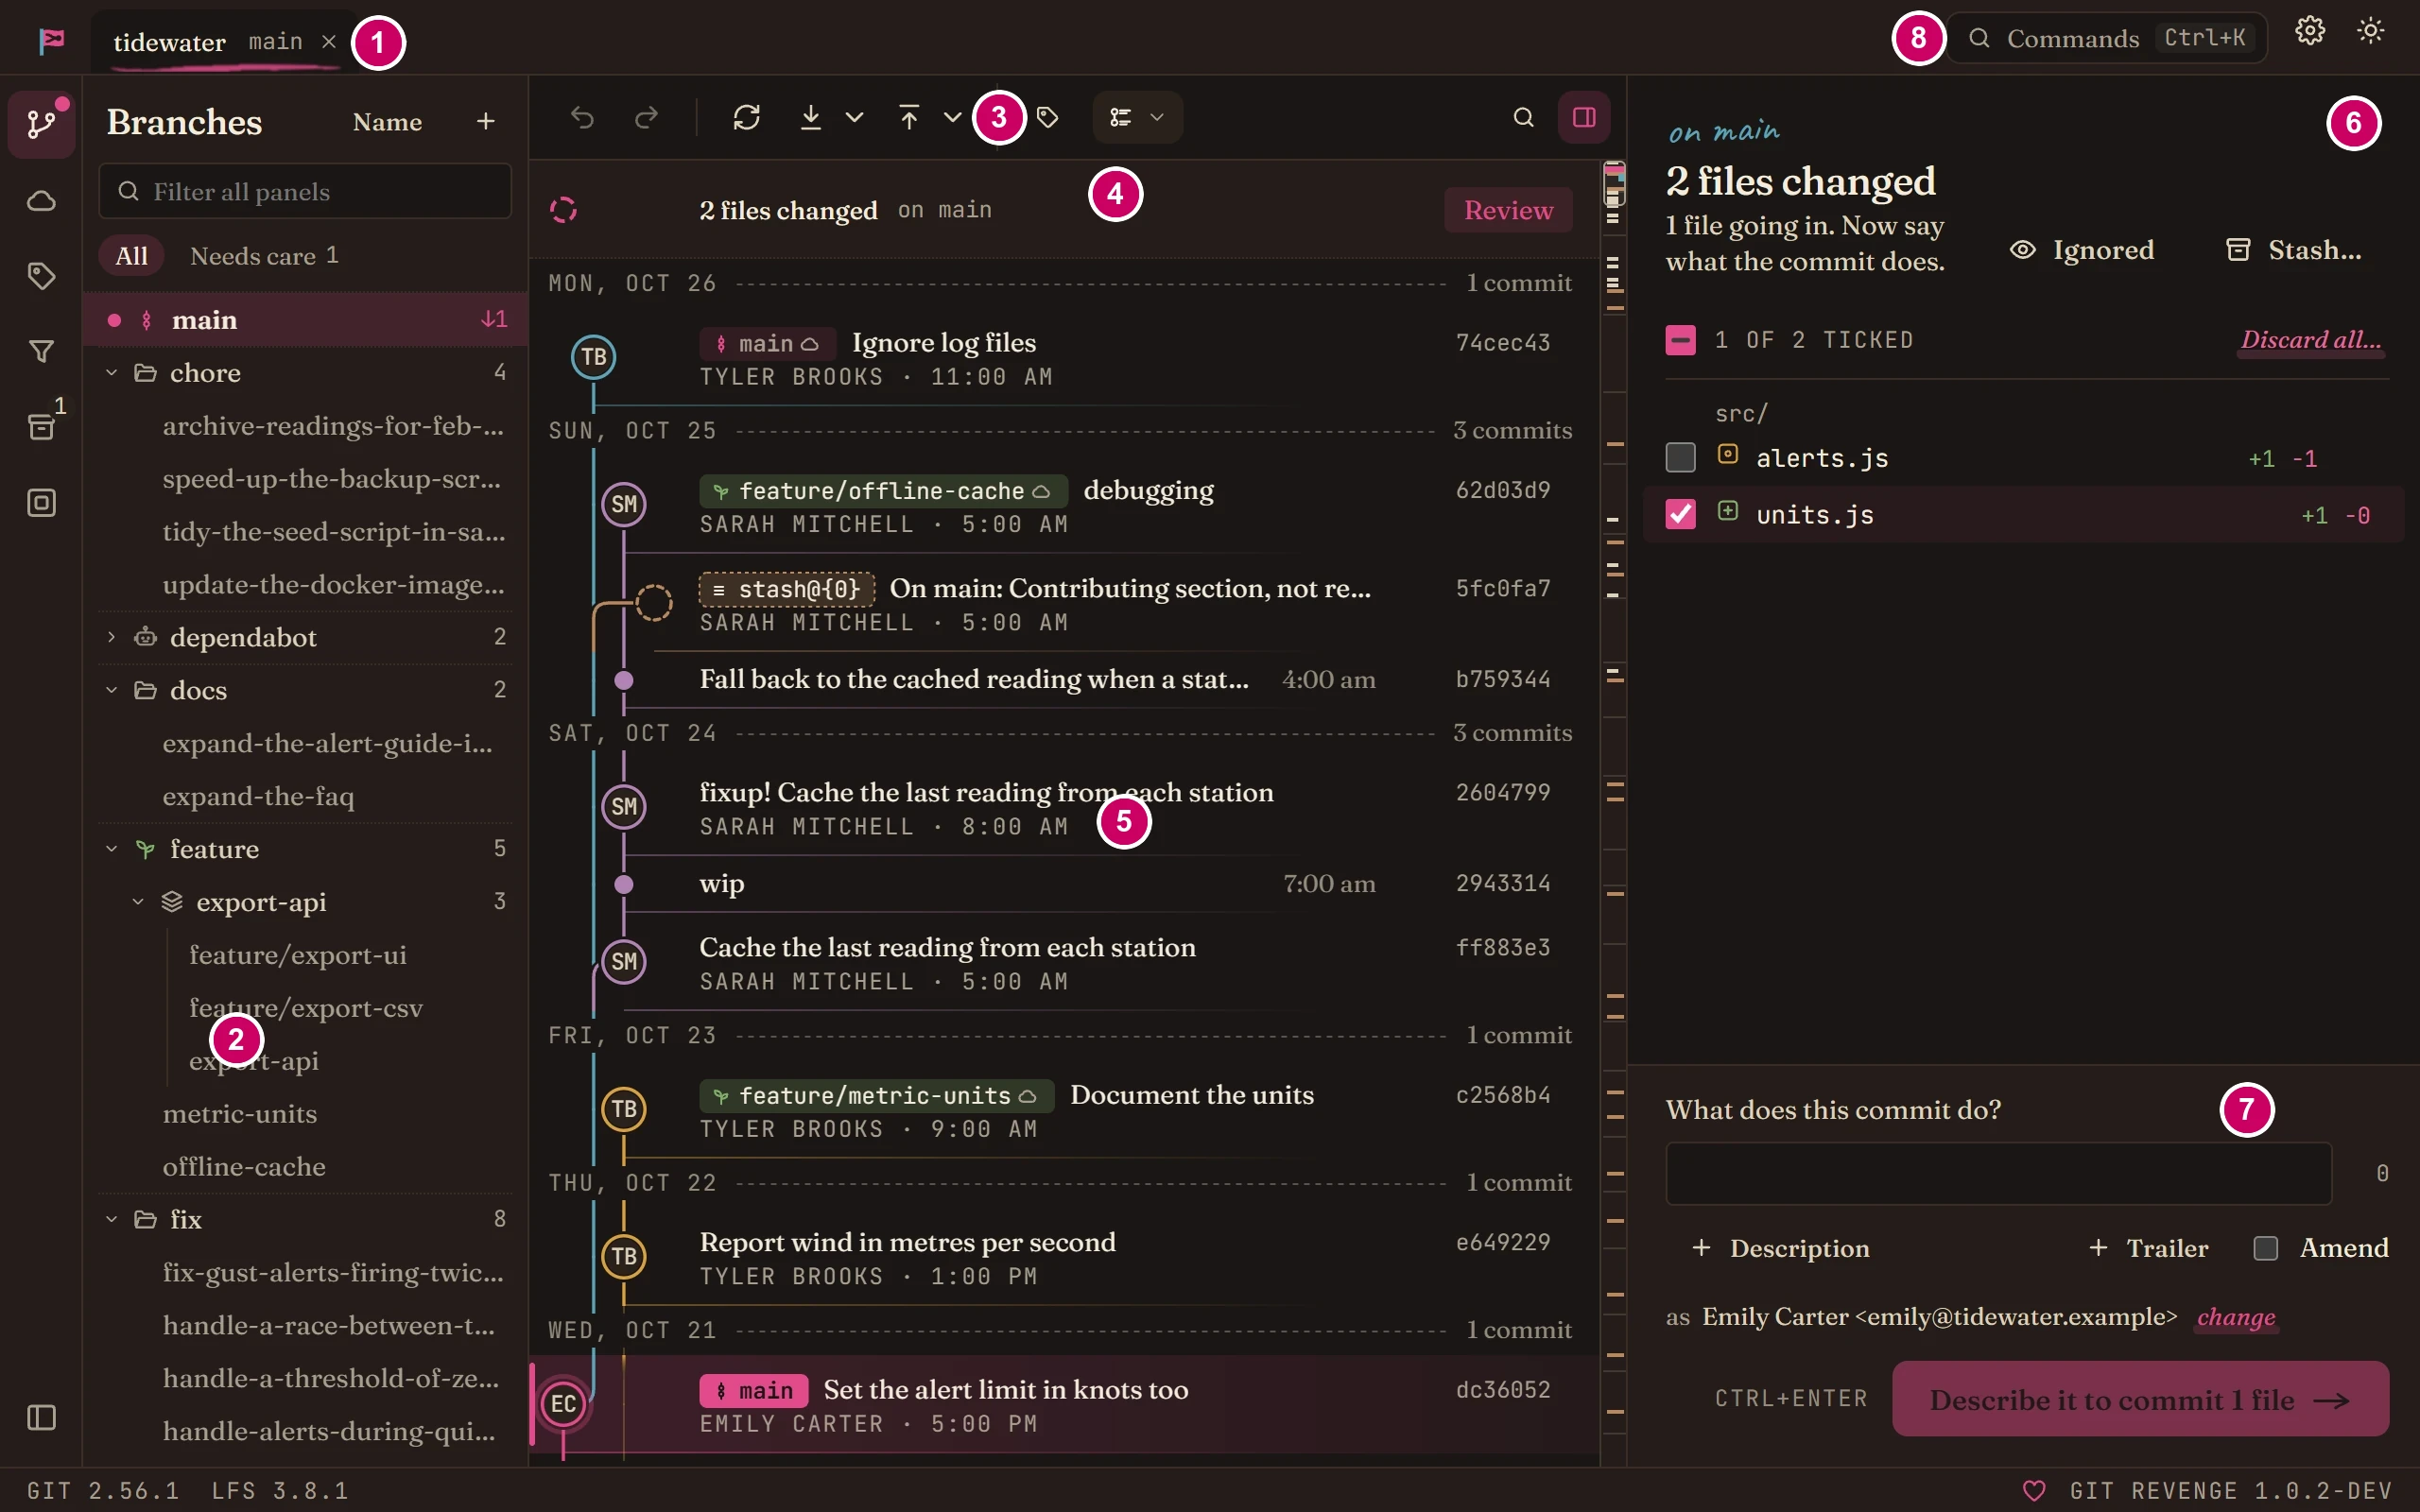 tidewater main
1
8
Commands Ctrl+K
Branches Name
3
6
on main
Filter all panels
2 files changed
4
2 files changed on main
Review
1 file going in. Now say
what the commit does.
Ignored
Stash...
All Needs care 1
main ↓1
MON, OCT 26 1 commit
1 OF 2 TICKED
Discard all...
main Ignore log files 74cec43
TYLER BROOKS · 11:00 AM
chore 4
src/
archive-readings-for-feb-...
1
SUN, OCT 25 3 commits
alerts.js +1 -1
speed-up-the-backup-scr...
feature/offline-cache debugging 62d03d9
SARAH MITCHELL · 5:00 AM
units.js +1 -0
tidy-the-seed-script-in-sa...
update-the-docker-image...
stash@{0} On main: Contributing section, not re... 5fc0fa7
SARAH MITCHELL · 5:00 AM
dependabot 2
docs 2
Fall back to the cached reading when a stat... 4:00 am b759344
expand-the-alert-guide-i...
SAT, OCT 24 3 commits
expand-the-faq
fixup! Cache the last reading from each station 2604799
SARAH MITCHELL · 8:00 AM
5
feature 5
export-api 3
wip 7:00 am 2943314
feature/export-ui
Cache the last reading from each station ff883e3
SARAH MITCHELL · 5:00 AM
feature/export-csv
2
export-api
FRI, OCT 23 1 commit
metric-units
feature/metric-units Document the units c2568b4
TYLER BROOKS · 9:00 AM
What does this commit do?
7
0
offline-cache
THU, OCT 22 1 commit
fix 8
Report wind in metres per second e649229
TYLER BROOKS · 1:00 PM
Description
Trailer
Amend
fix-gust-alerts-firing-twic...
handle-a-race-between-t...
WED, OCT 21 1 commit
as Emily Carter <emily@tidewater.example> change
handle-a-threshold-of-ze...
main Set the alert limit in knots too dc36052
EMILY CARTER · 5:00 PM
CTRL+ENTER
Describe it to commit 1 file →
handle-alerts-during-qui...
TB
SM
SM
SM
TB
TB
EC
GIT 2.56.1 LFS 3.8.1
GIT REVENGE 1.0.2-DEV